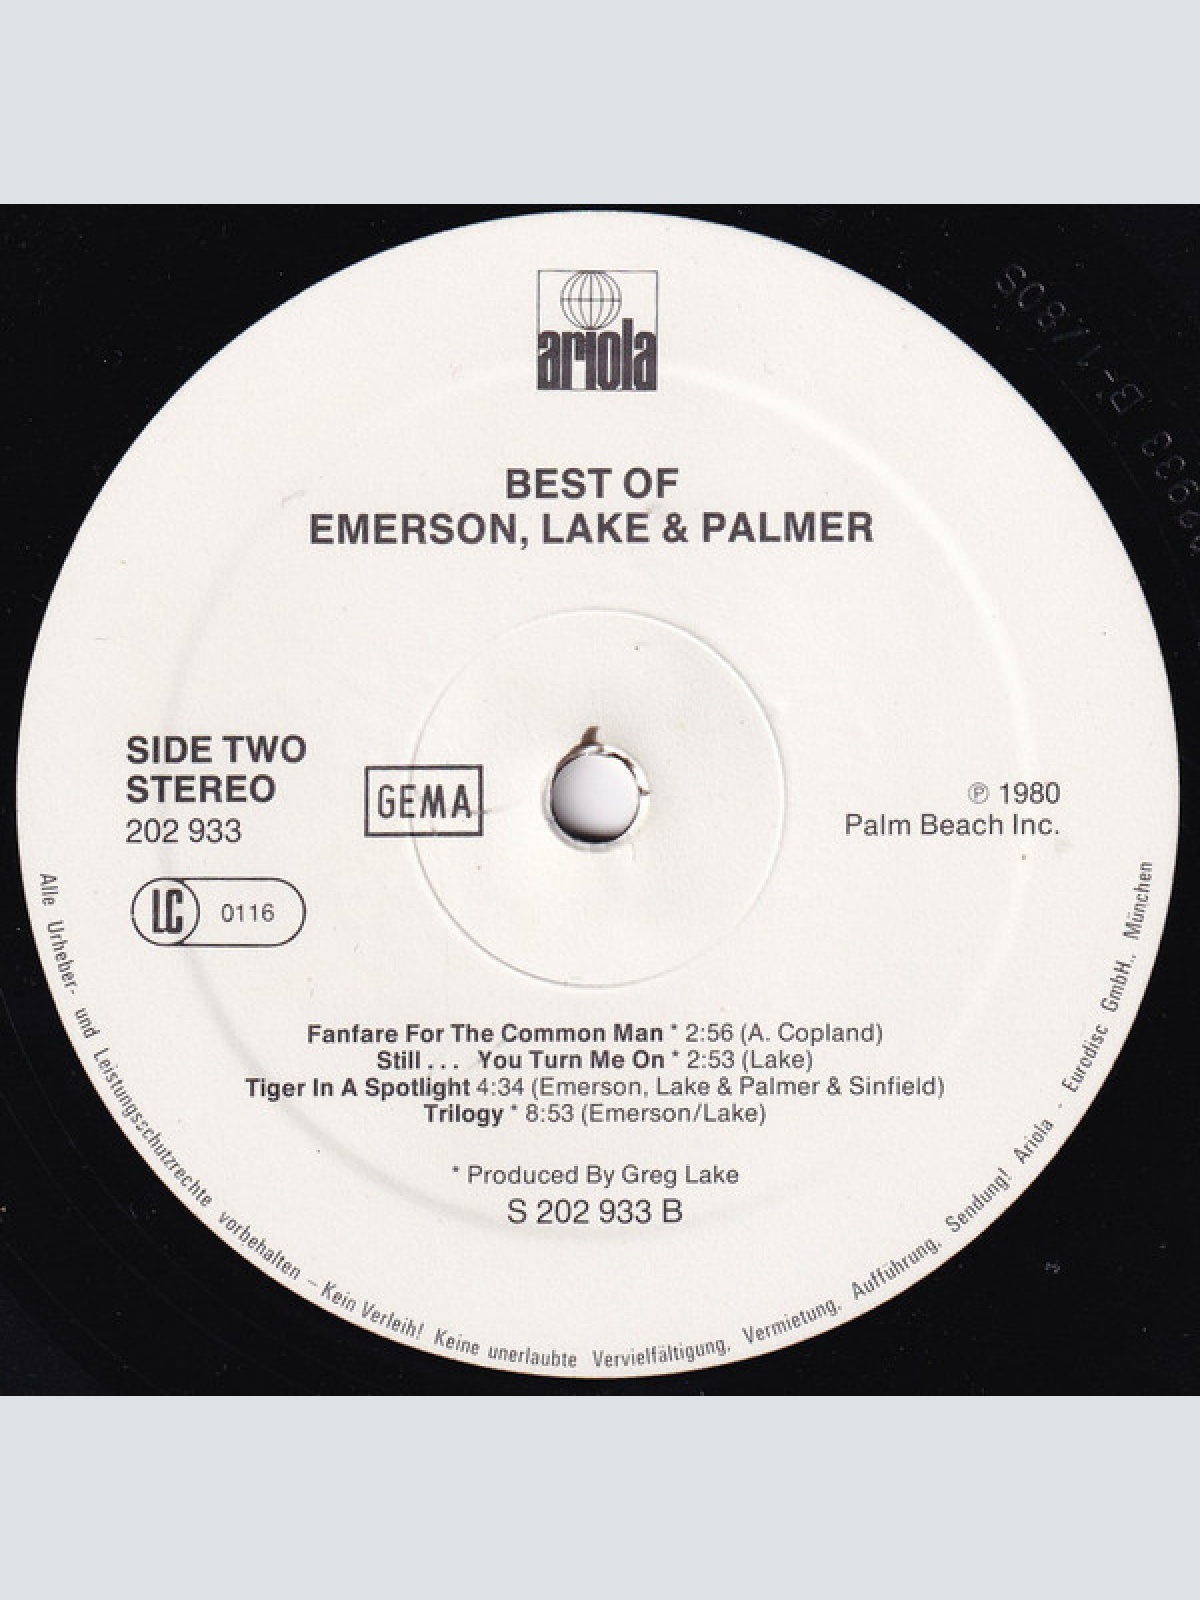 ariola
BEST OF
EMERSON, LAKE & PALMER
SIDE TWO
STEREO
202 933
GEMA
℗ 1980
Palm Beach Inc.
LC 0116
Fanfare For The Common Man * 2:56 (A. Copland)
Still . . . You Turn Me On * 2:53 (Lake)
Tiger In A Spotlight 4:34 (Emerson, Lake & Palmer & Sinfield)
Trilogy * 8:53 (Emerson/Lake)
* Produced By Greg Lake
S 202 933 B
Alle Urheber- und Leistungsschutzrechte vorbehalten – Kein Verleih! Keine unerlaubte Vervielfältigung, Vermietung, Aufführung, Sendung! Ariola - Eurodisc GmbH., München
933 B-1/80S